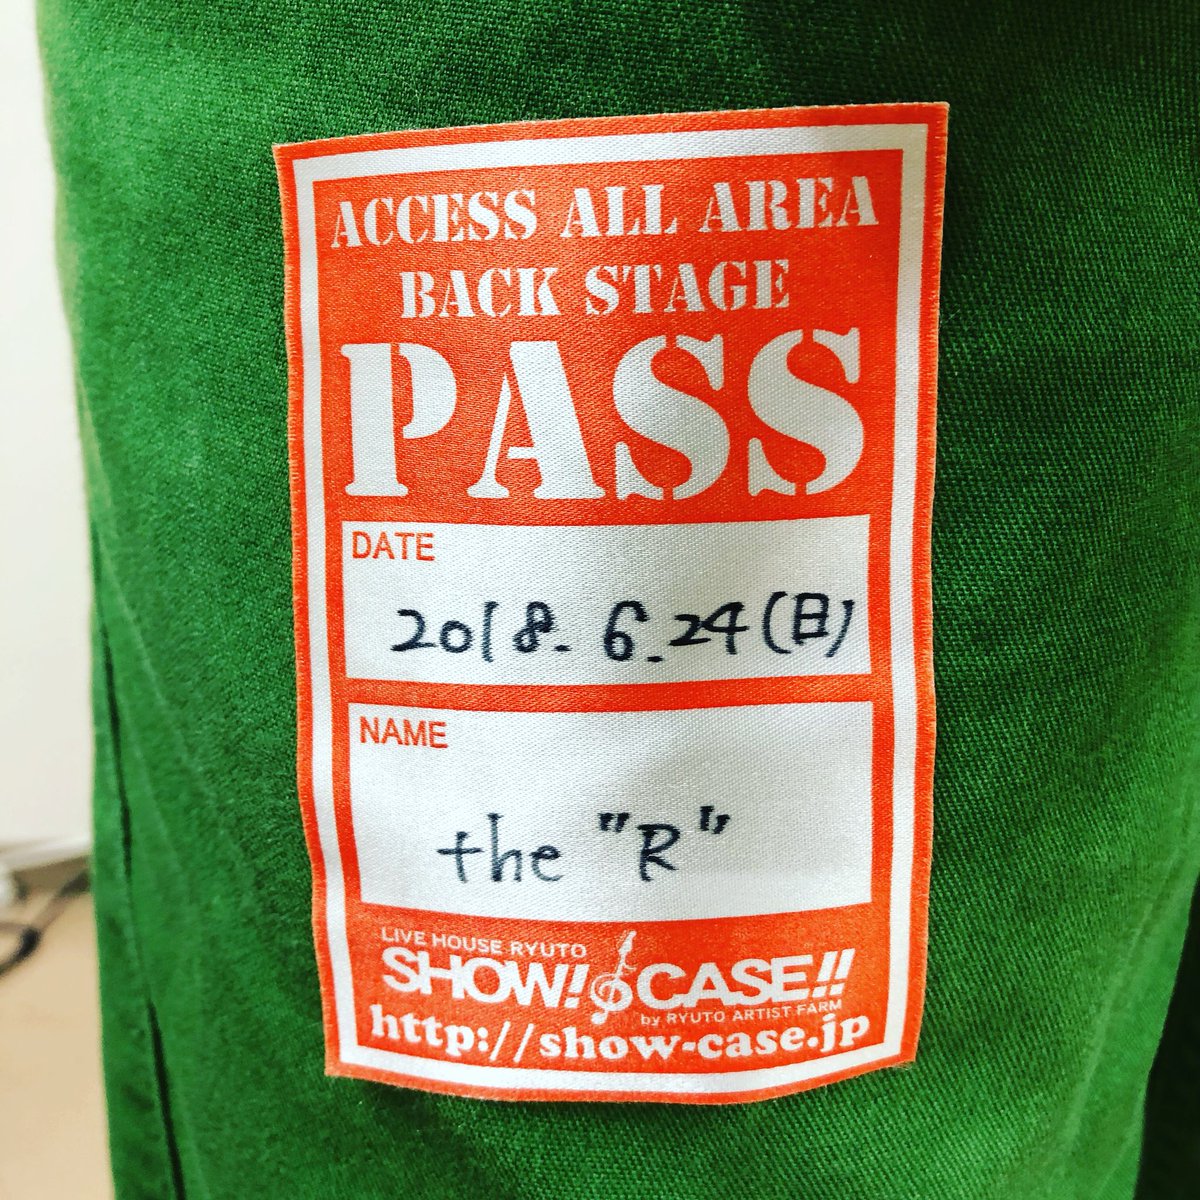 ACCESS ALL AREA
BACK STAGE
PASS
DATE
2018.6.24(日)
NAME
the "R"
LIVE HOUSE RYUTO
SHOW!&CASE!!
by RYUTO ARTIST FARM
http://show-case.jp